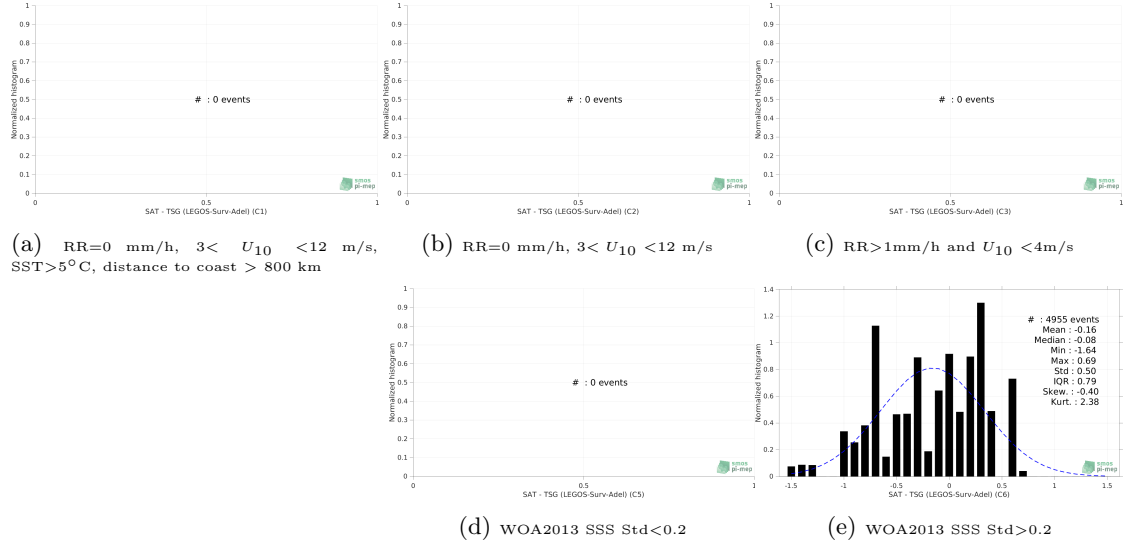 1
0.9
0.8
0.7
0.6
0.5
0.4
0.3
0.2
0.1
0
Normalized histogram
# : 0 events
smos
pi-mep
0 0.5 1
SAT - TSG (LEGOS-Surv-Adel) (C1)
(a) RR=0 mm/h, 3< U10 <12 m/s,
SST>5°C, distance to coast > 800 km
1
0.9
0.8
0.7
0.6
0.5
0.4
0.3
0.2
0.1
0
Normalized histogram
# : 0 events
smos
pi-mep
0 0.5 1
SAT - TSG (LEGOS-Surv-Adel) (C2)
(b) RR=0 mm/h, 3< U10 <12 m/s
1
0.9
0.8
0.7
0.6
0.5
0.4
0.3
0.2
0.1
0
Normalized histogram
# : 0 events
smos
pi-mep
0 0.5 1
SAT - TSG (LEGOS-Surv-Adel) (C3)
(c) RR>1mm/h and U10 <4m/s
1
0.9
0.8
0.7
0.6
0.5
0.4
0.3
0.2
0.1
0
Normalized histogram
# : 0 events
smos
pi-mep
0 0.5 1
SAT - TSG (LEGOS-Surv-Adel) (C5)
(d) WOA2013 SSS Std<0.2
1.4
1.2
1
0.8
0.6
0.4
0.2
0
Normalized histogram
# : 4955 events
Mean : -0.16
Median : -0.08
Min : -1.64
Max : 0.69
Std : 0.50
IQR : 0.79
Skew. : -0.40
Kurt. : 2.38
smos
pi-mep
-1.5 -1 -0.5 0 0.5 1 1.5
SAT - TSG (LEGOS-Surv-Adel) (C6)
(e) WOA2013 SSS Std>0.2